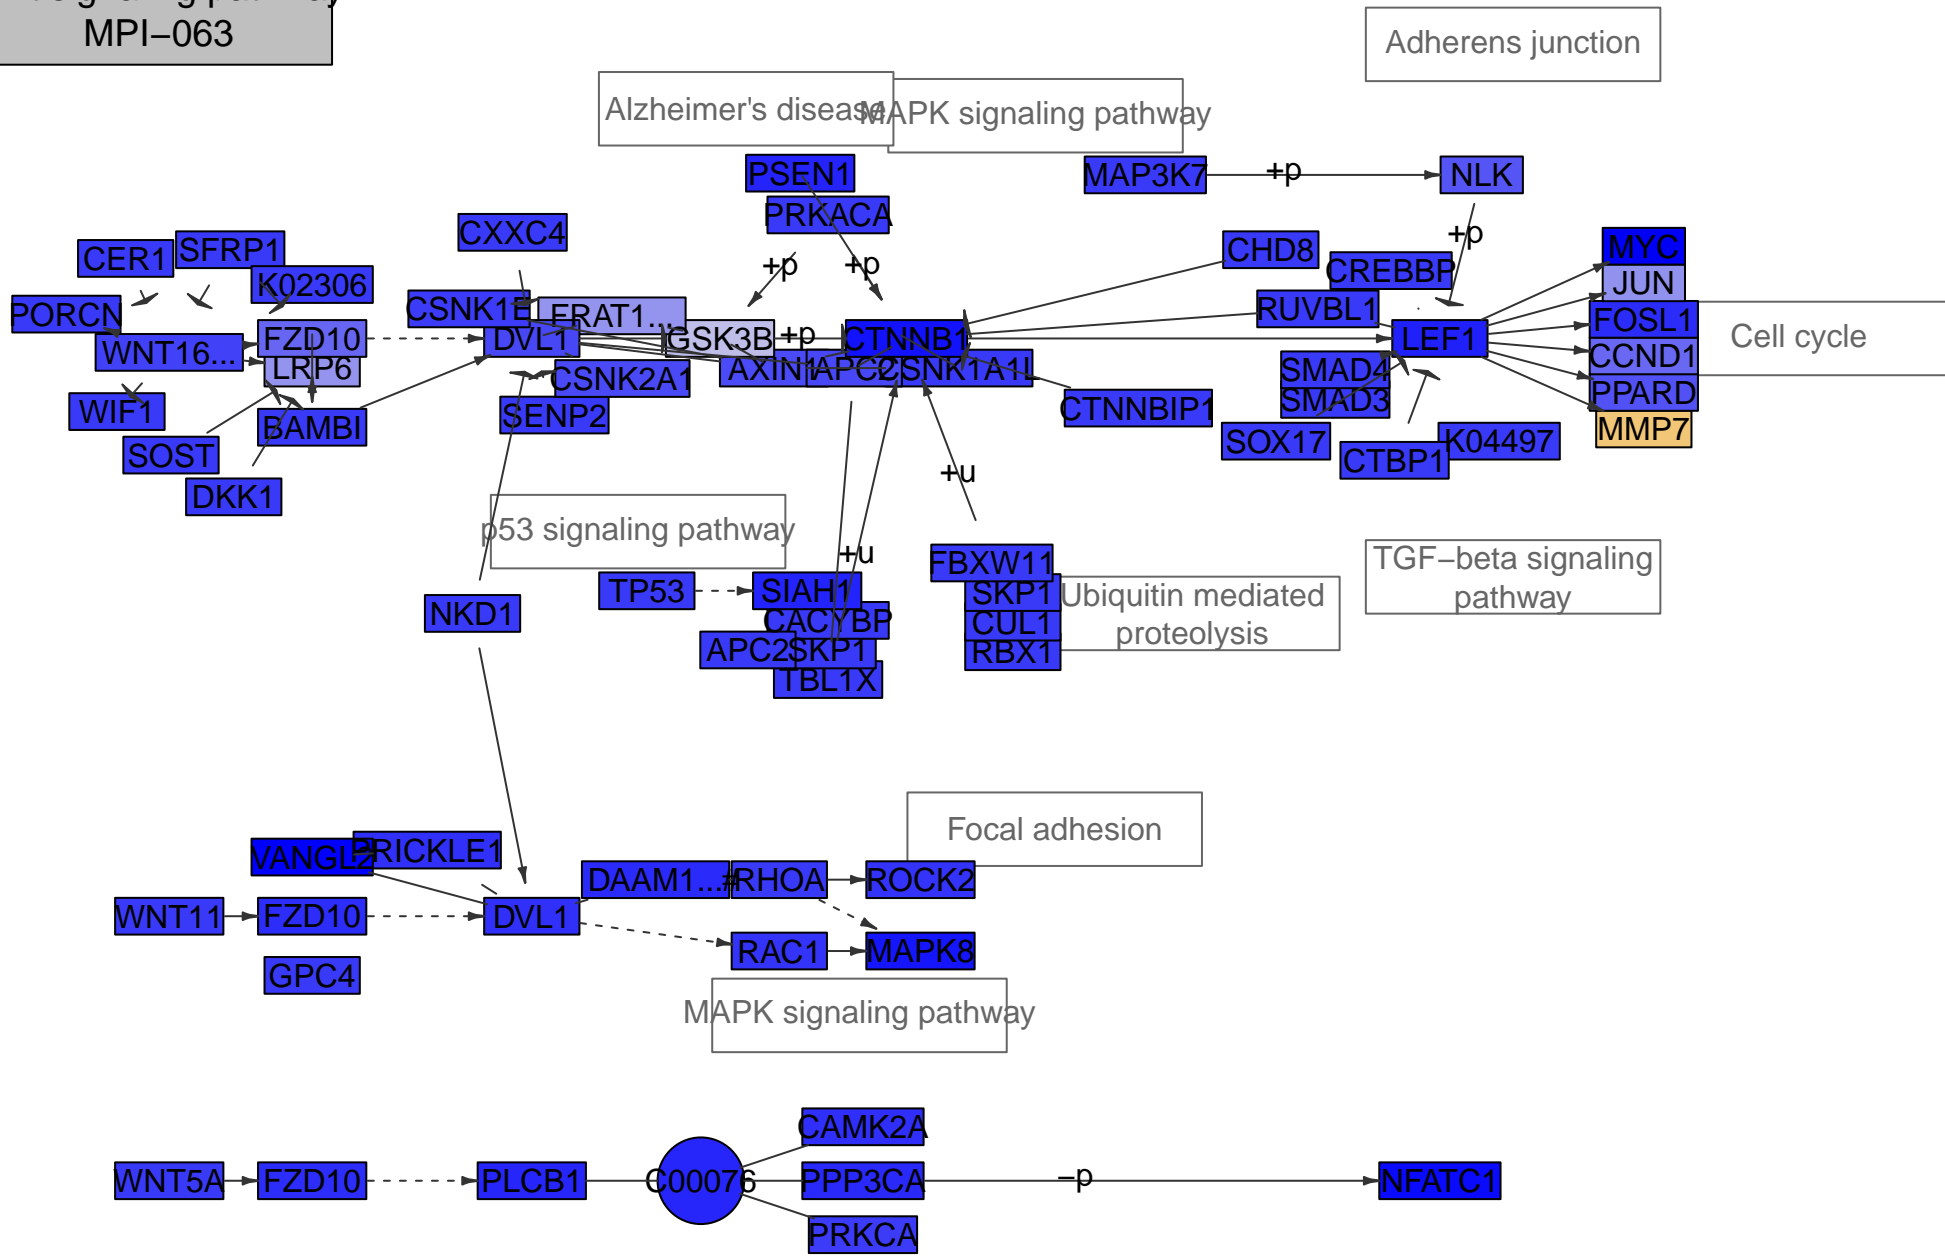 signaling pathway
MPI−063
Adherens junction
Alzheimer's disease
MAPK signaling pathway
PSEN1
MAP3K7
+p
NLK
PRKACA
CXXC4
CER1
SFRP1
K02306
+p
+p
CHD8
CREBBP
+p
MYC
JUN
PORCN
CSNK1E
FRAT1...
RUVBL1
FOSL1
WNT16...
FZD10
LRP6
DVL1
GSK3B
+p
CTNNB1
LEF1
CCND1
Cell cycle
AXIN1
APC2
CSNK1A1L
SMAD4
SMAD3
PPARD
MMP7
CSNK2A1
SENP2
CTNNBIP1
WIF1
BAMBI
SOST
DKK1
SOX17
CTBP1
K04497
+u
p53 signaling pathway
+u
FBXW11
SKP1
CUL1
RBX1
Ubiquitin mediated
proteolysis
TGF−beta signaling
pathway
TP53
SIAH1
CACYBP
APC2
SKP1
TBL1X
NKD1
Focal adhesion
VANGL2
PRICKLE1
DAAM1...
RHOA
ROCK2
WNT11
FZD10
DVL1
RAC1
MAPK8
GPC4
MAPK signaling pathway
CAMK2A
WNT5A
FZD10
PLCB1
C00076
PPP3CA
−p
NFATC1
PRKCA